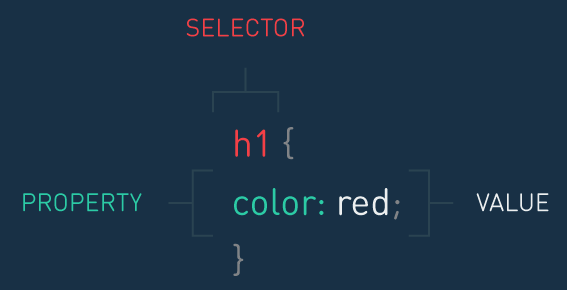 SELECTOR
h1 {
PROPERTY color: red; VALUE
}